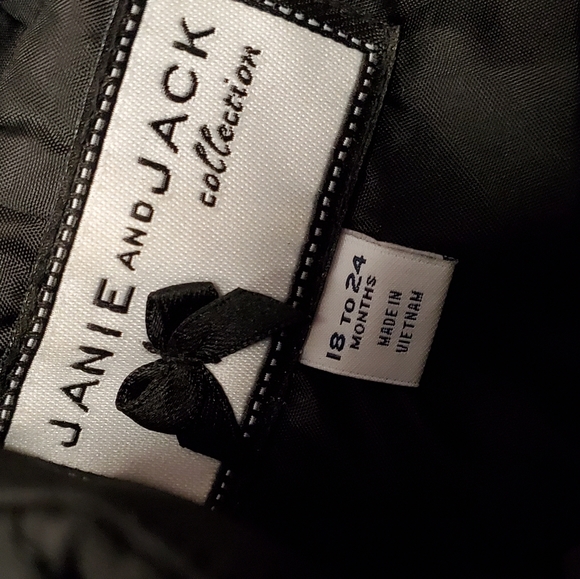 JANIE AND JACK
collection
18 TO 24
MONTHS
MADE IN
VIETNAM